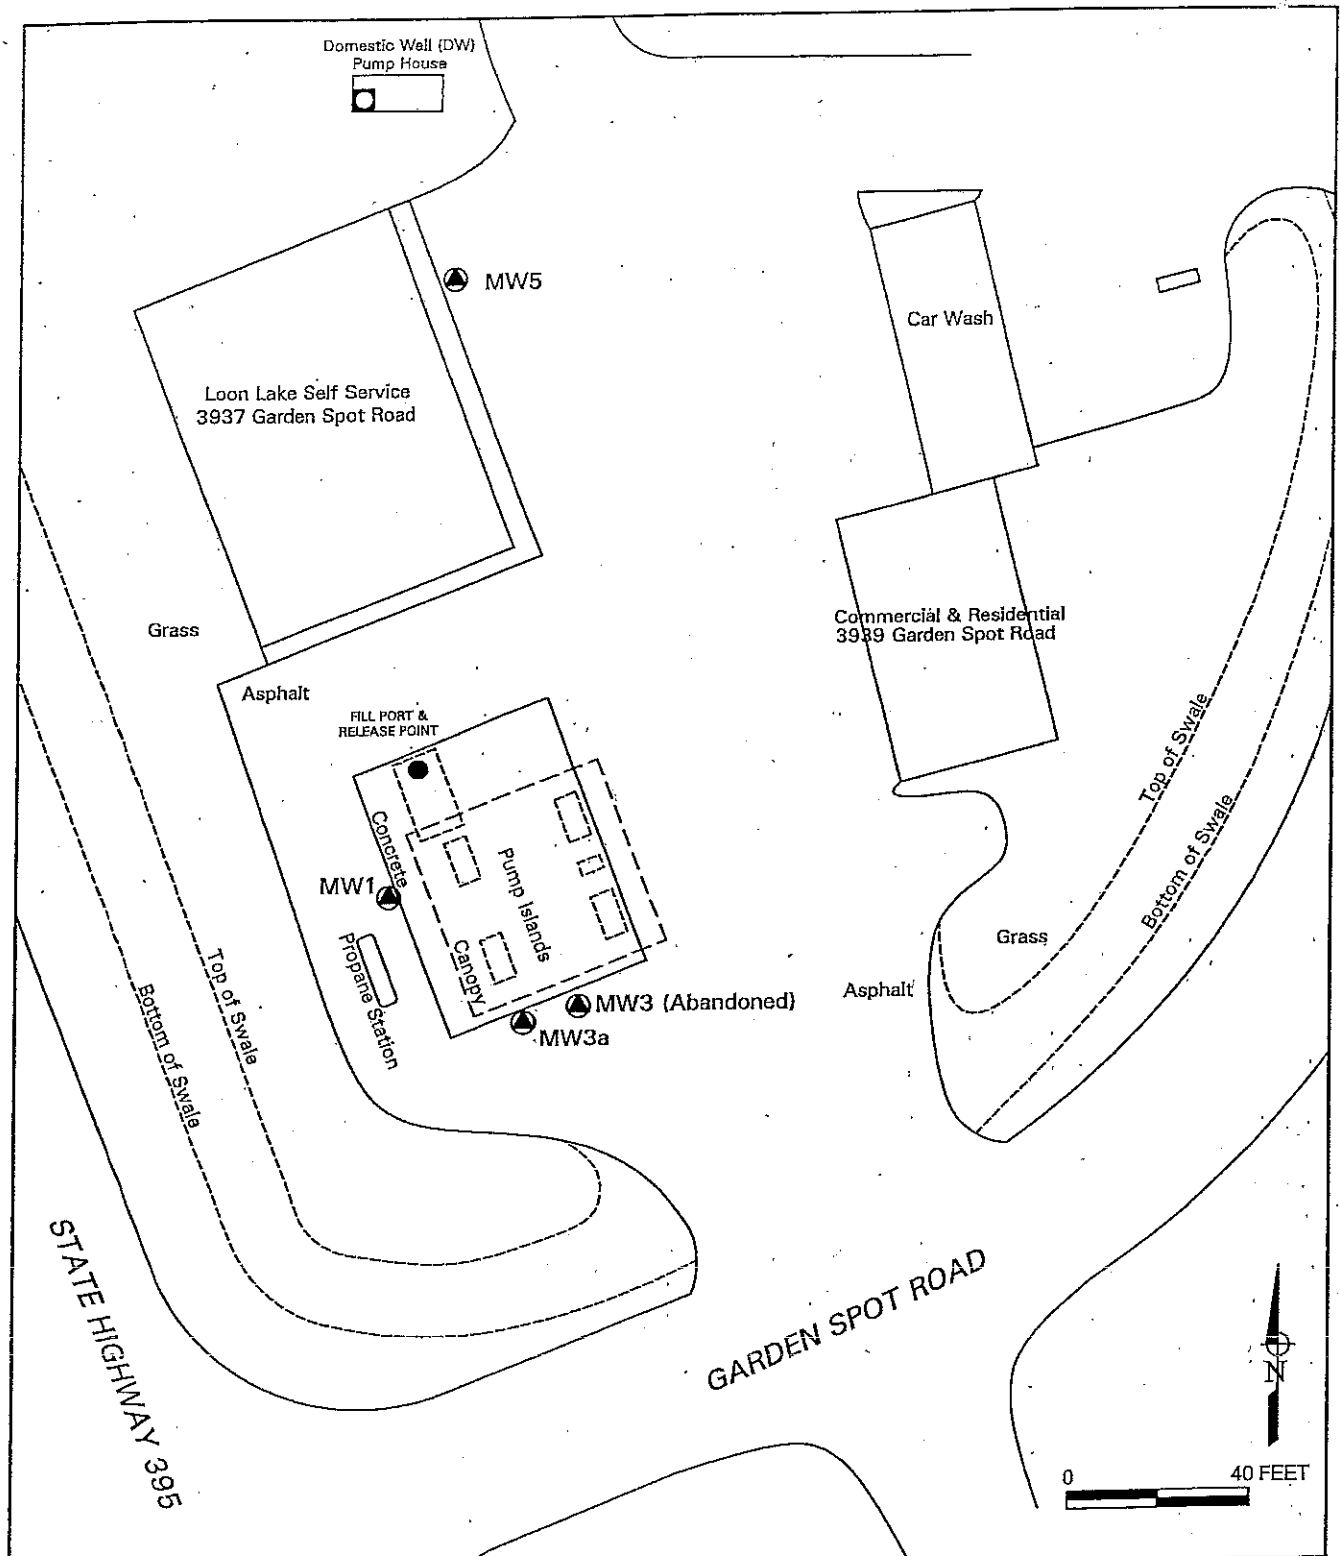 Domestic Well (DW)
Pump House
MW5
Car Wash
Loon Lake Self Service
3937 Garden Spot Road
Commercial & Residential
3939 Garden Spot Road
Grass
Asphalt
FILL PORT &
RELEASE POINT
Concrete
Pump Islands
MW1
Canopy
Propane Station
MW3 (Abandoned)
MW3a
Top of Swale
Bottom of Swale
Top of Swale
Bottom of Swale
Grass
Asphalt
STATE HIGHWAY 395
GARDEN SPOT ROAD
N
0 40 FEET